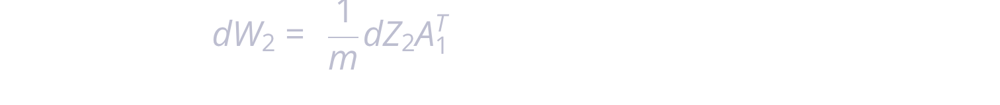 dW₂ = 1/m dZ₂A₁ᵀ